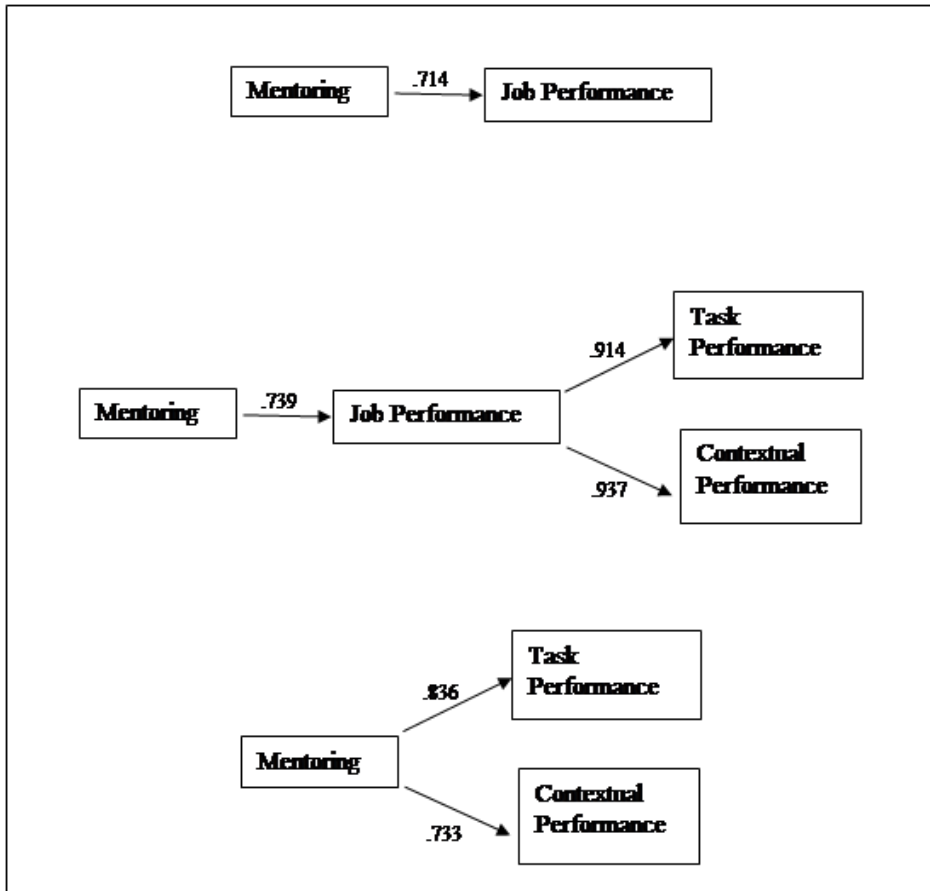 Mentoring
.714
Job Performance
Task
Performance
.914
Mentoring
.739
Job Performance
Contextual
Performance
.937
Task
Performance
.836
Mentoring
Contextual
Performance
.733